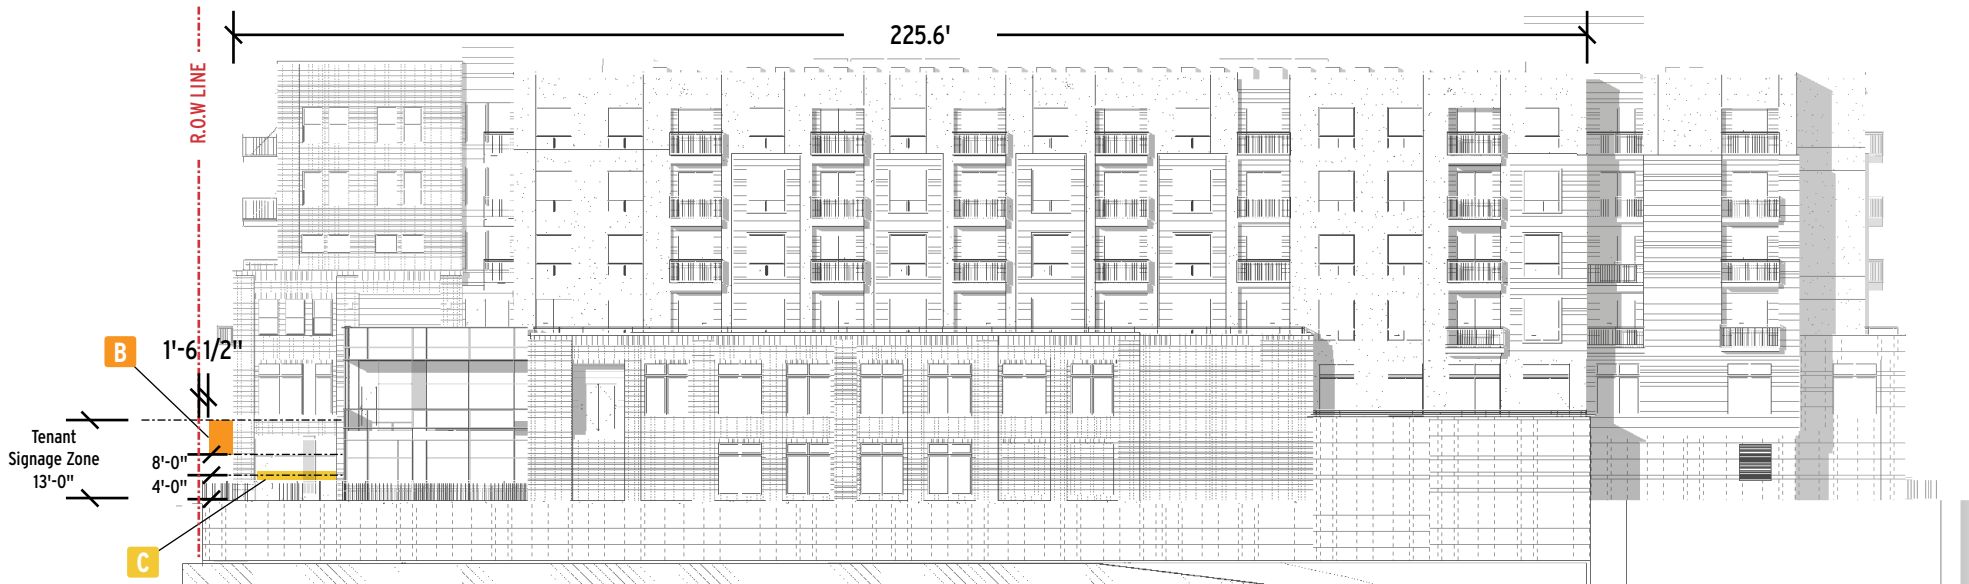 225.6'
R.O.W LINE
B
1'-6 1/2"
Tenant
Signage Zone
13'-0"
8'-0"
4'-0"
C